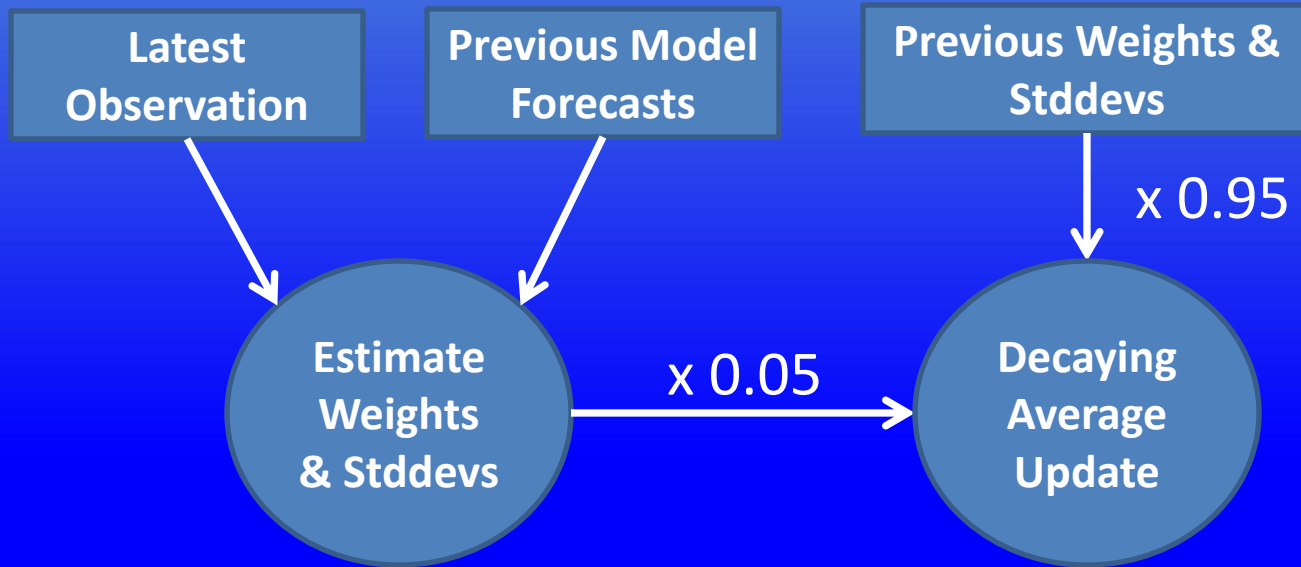 Latest
Observation
Previous Model
Forecasts
Previous Weights &
Stddevs
x 0.95
Estimate
Weights
& Stddevs
x 0.05
Decaying
Average
Update